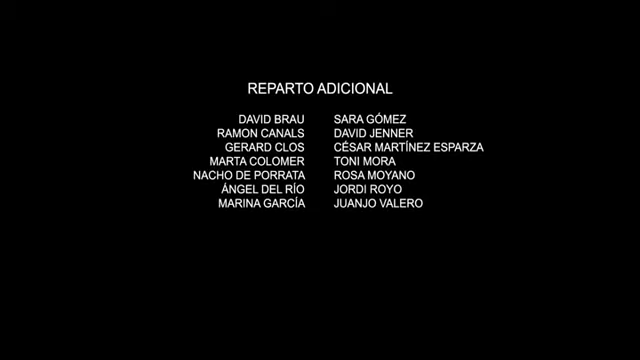 REPARTO ADICIONAL
DAVID BRAU SARA GÓMEZ
RAMON CANALS DAVID JENNER
GERARD CLOS CÉSAR MARTÍNEZ ESPARZA
MARTA COLOMER TONI MORA
NACHO DE PORRATA ROSA MOYANO
ÁNGEL DEL RÍO JORDI ROYO
MARINA GARCÍA JUANJO VALERO